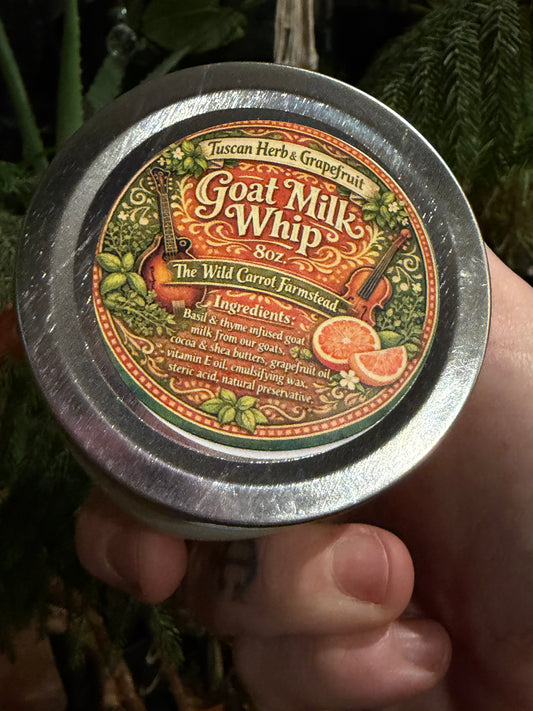 Tuscan Herb & Grapefruit
Goat Milk
Whip
8oz.
The Wild Carrot Farmstead
Ingredients:
Basil & thyme infused goat
milk from our goats,
cocoa & shea butters, grapefruit oil,
vitamin E oil, emulsifying wax,
steric acid, natural preservative.